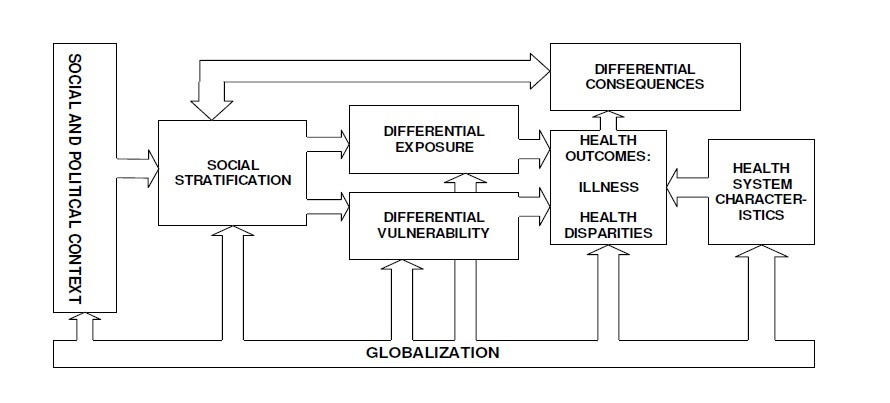 SOCIAL AND POLITICAL CONTEXT
SOCIAL
STRATIFICATION
DIFFERENTIAL
EXPOSURE
DIFFERENTIAL
VULNERABILITY
DIFFERENTIAL
CONSEQUENCES
HEALTH
OUTCOMES:
ILLNESS
HEALTH
DISPARITIES
HEALTH
SYSTEM
CHARACTER-
ISTICS
GLOBALIZATION